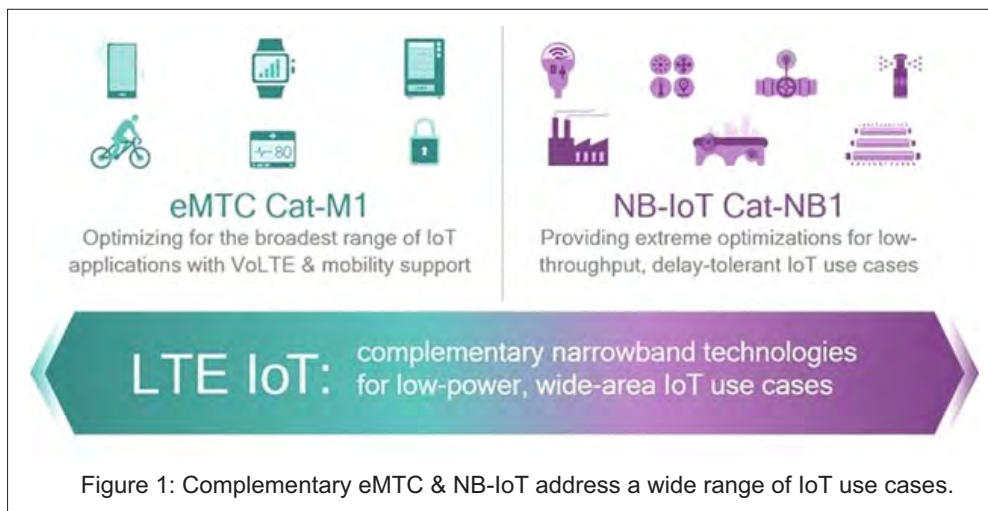 80
eMTC Cat-M1
Optimizing for the broadest range of IoT
applications with VoLTE & mobility support
NB-IoT Cat-NB1
Providing extreme optimizations for low-
throughput, delay-tolerant IoT use cases
LTE IoT:
complementary narrowband technologies
for low-power, wide-area IoT use cases
Figure 1: Complementary eMTC & NB-IoT address a wide range of IoT use cases.